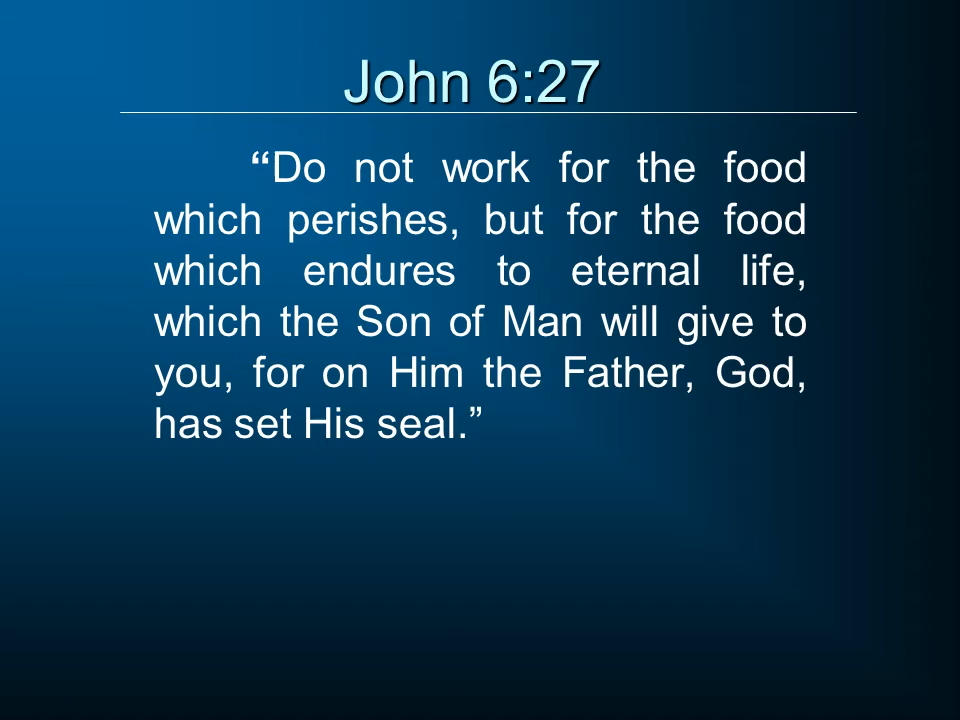 John 6:27
“Do not work for the food
which perishes, but for the food
which endures to eternal life,
which the Son of Man will give to
you, for on Him the Father, God,
has set His seal.”